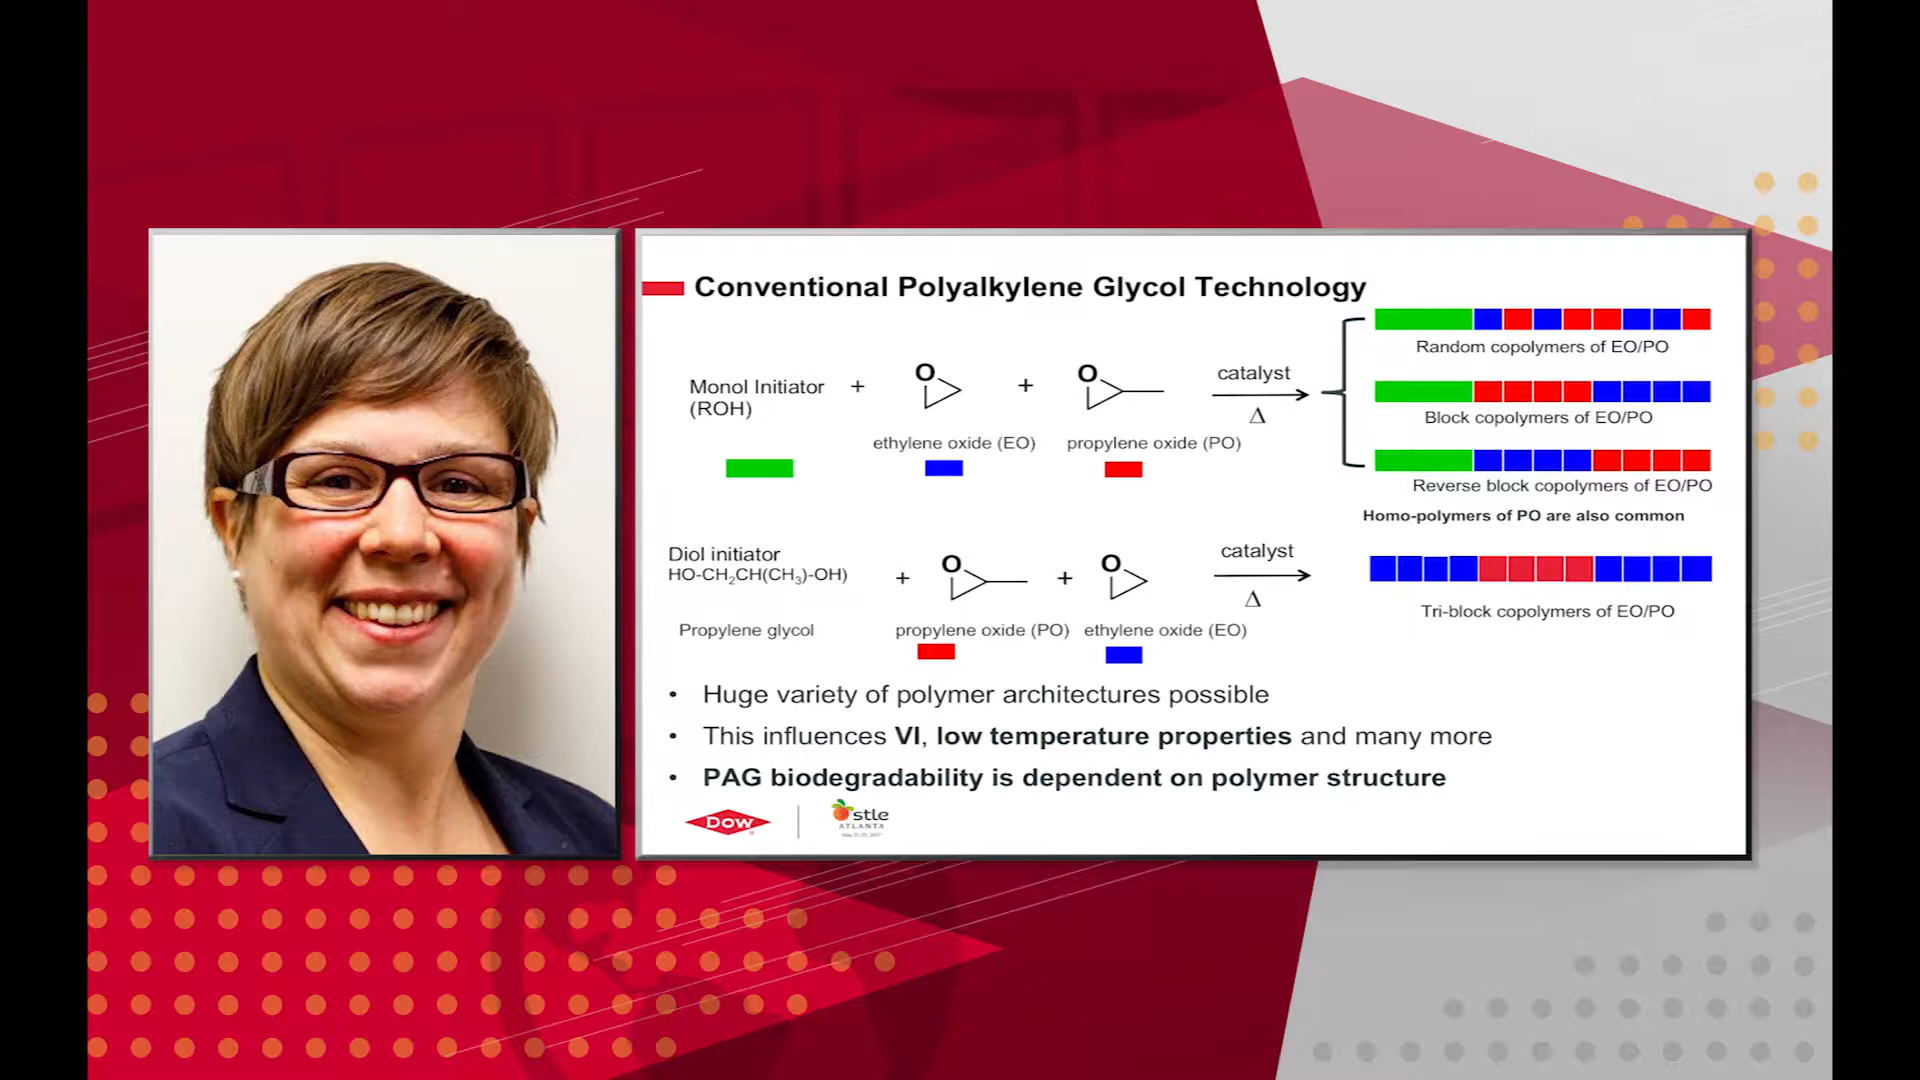 Conventional Polyalkylene Glycol Technology
Monol Initiator
(ROH)
+
O
+
O
catalyst
Δ
ethylene oxide (EO)
propylene oxide (PO)
Random copolymers of EO/PO
Block copolymers of EO/PO
Reverse block copolymers of EO/PO
Homo-polymers of PO are also common
Diol initiator
HO-CH₂CH(CH₃)-OH)
+
O
+
O
catalyst
Δ
Propylene glycol
propylene oxide (PO)
ethylene oxide (EO)
Tri-block copolymers of EO/PO
• Huge variety of polymer architectures possible
• This influences VI, low temperature properties and many more
• PAG biodegradability is dependent on polymer structure
DOW
stle
ATLANTA